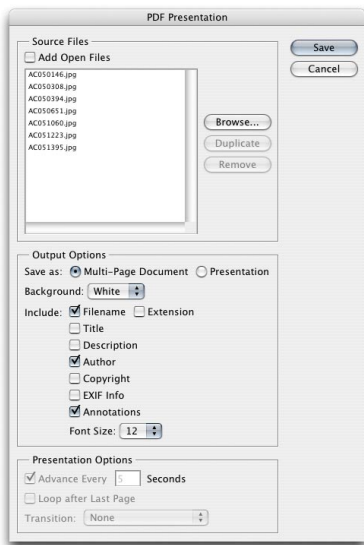 PDF Presentation
Source Files
Add Open Files
AC050146.jpg
AC050308.jpg
AC050394.jpg
AC050651.jpg
AC051060.jpg
AC051223.jpg
AC051395.jpg
Save
Cancel
Browse...
Duplicate
Remove
Output Options
Save as: Multi-Page Document Presentation
Background: White
Include: Filename Extension
Title
Description
Author
Copyright
EXIF Info
Annotations
Font Size: 12
Presentation Options
Advance Every 5 Seconds
Loop after Last Page
Transition: None